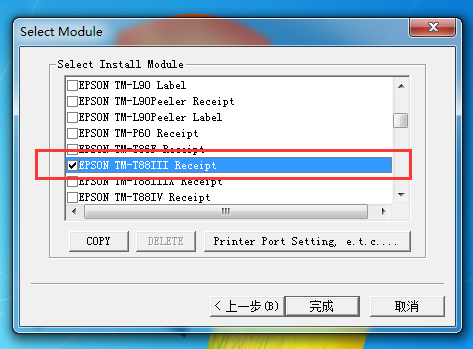 Select Module
Select Install Module
EPSON TM-L90 Label
EPSON TM-L90Peeler Receipt
EPSON TM-L90Peeler Label
EPSON TM-P60 Receipt
EPSON TM-T88F Receipt
EPSON TM-T88III Receipt
EPSON TM-T88IIIX Receipt
EPSON TM-T88IV Receipt
COPY
DELETE
Printer Port Setting, e.t.c....
< 上一步(B)
完成
取消